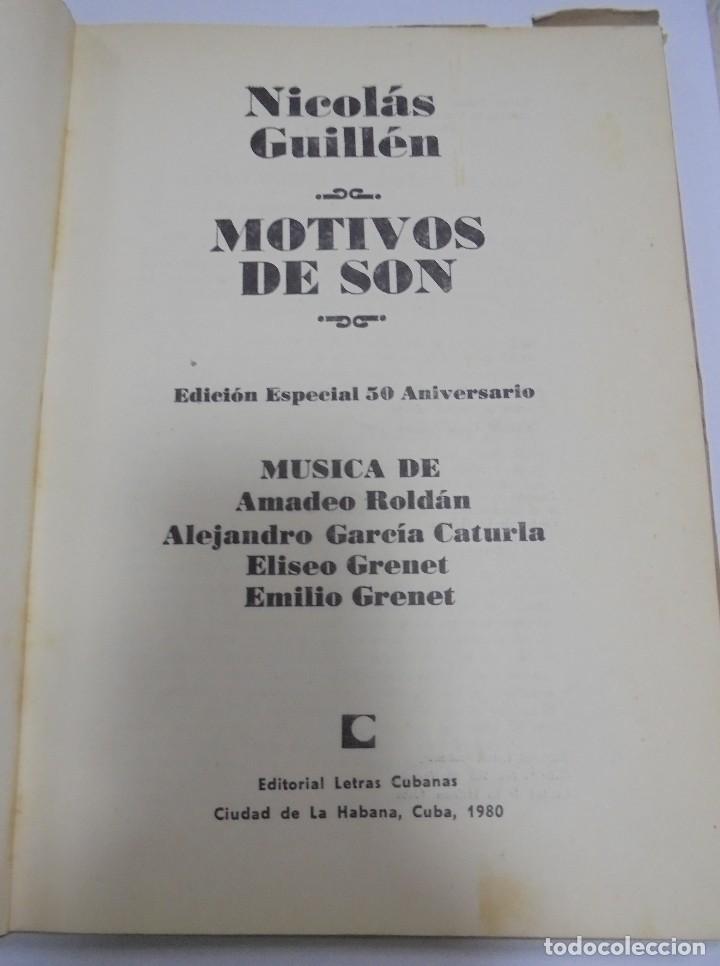 Nicolás
Guillén
MOTIVOS
DE SON
Edición Especial 50 Aniversario
MUSICA DE
Amadeo Roldán
Alejandro García Caturla
Eliseo Grenet
Emilio Grenet
C
Editorial Letras Cubanas
Ciudad de La Habana, Cuba, 1980
todocoleccion